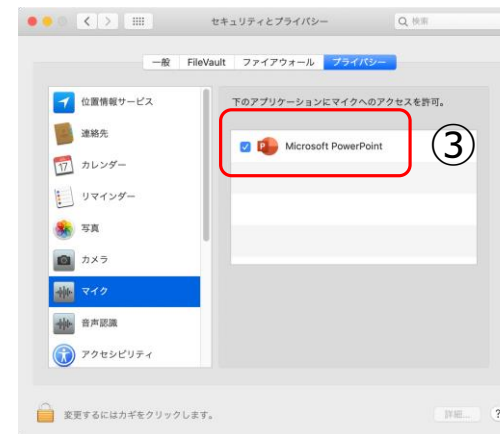 セキュリティとプライバシー
検索
一般 FileVault ファイアウォール プライバシー
位置情報サービス
連絡先
17 カレンダー
リマインダー
写真
カメラ
マイク
音声認識
アクセシビリティ
下のアプリケーションにマイクへのアクセスを許可。
Microsoft PowerPoint
③
変更するにはカギをクリックします。
詳細...
?